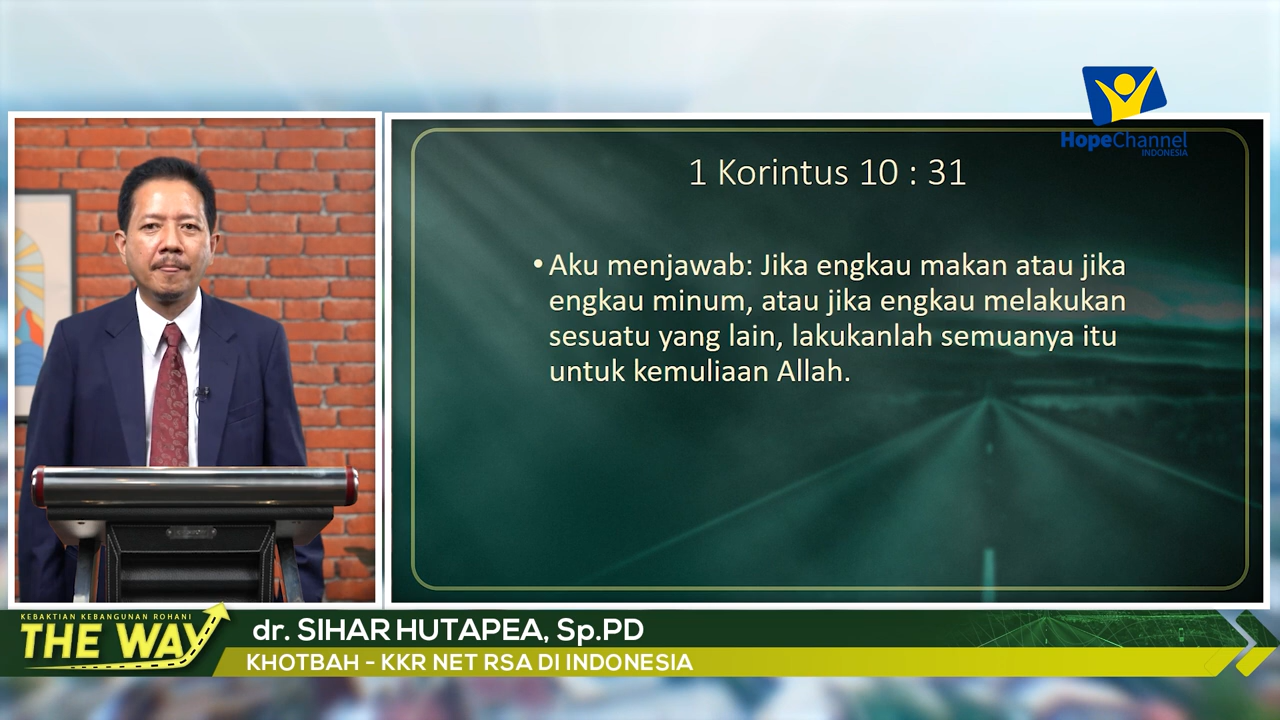 HopeChannel
INDONESIA
1 Korintus 10 : 31
• Aku menjawab: Jika engkau makan atau jika
engkau minum, atau jika engkau melakukan
sesuatu yang lain, lakukanlah semuanya itu
untuk kemuliaan Allah.
KEBAKTIAN KEBANGUNAN ROHANI
THE WAY
dr. SIHAR HUTAPEA, Sp.PD
KHOTBAH - KKR NET RSA DI INDONESIA